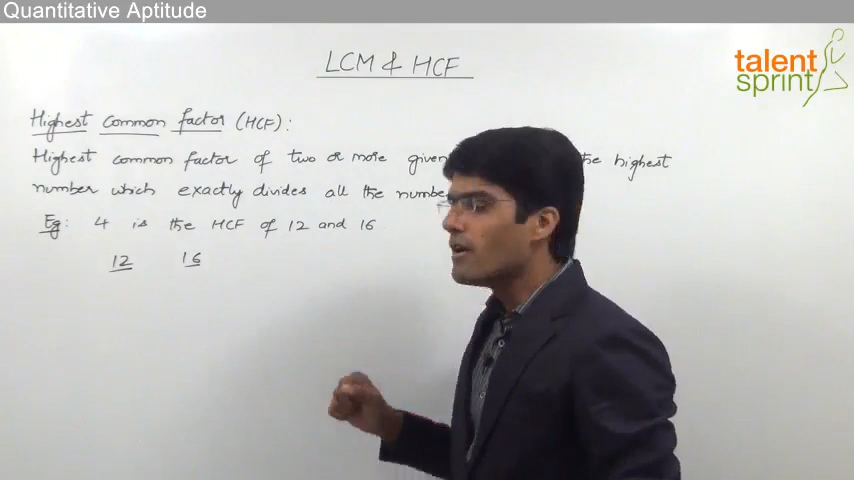 Quantitative Aptitude
LCM & HCF
talent
sprint
Highest Common factor (HCF):
Highest common factor of two or more given the highest
number which exactly divides all the
Eg: 4 is the HCF of 12 and 16
12 16